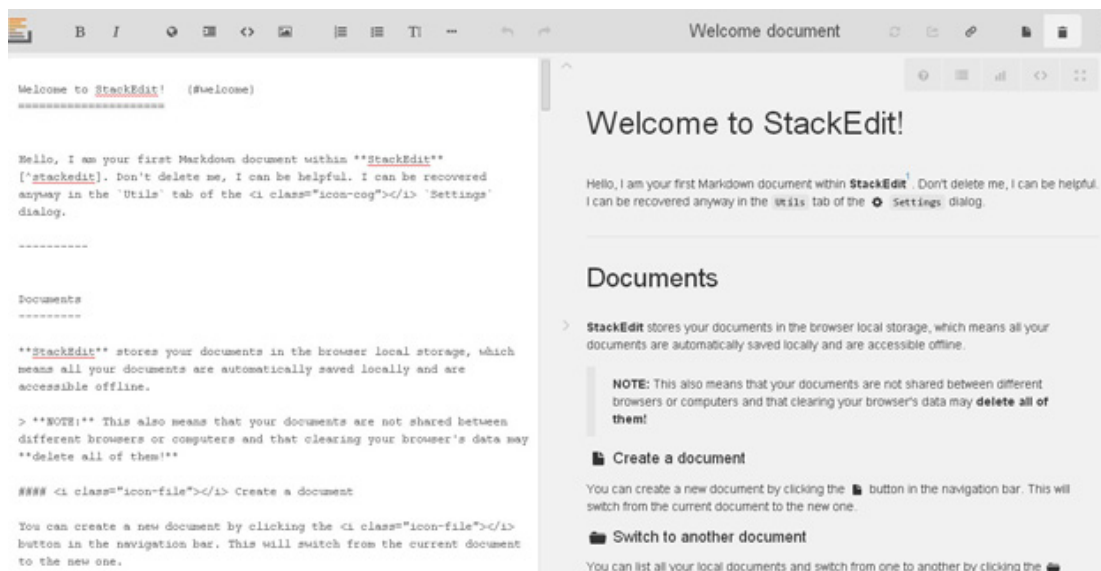 B I
Welcome document
Welcome to StackEdit! {#welcome}
=====================
Hello, I am your first Markdown document within **StackEdit**
[^stackedit]. Don't delete me, I can be helpful. I can be recovered
anyway in the `Utils` tab of the <i class="icon-cog"></i> `Settings`
dialog.
----------
Documents
---------
**StackEdit** stores your documents in the browser local storage, which
means all your documents are automatically saved locally and are
accessible offline.
> **NOTE:** This also means that your documents are not shared between
different browsers or computers and that clearing your browser's data may
**delete all of them!**
#### <i class="icon-file"></i> Create a document
You can create a new document by clicking the <i class="icon-file"></i>
button in the navigation bar. This will switch from the current document
to the new one.
Welcome to StackEdit!
Hello, I am your first Markdown document within StackEdit1. Don't delete me, I can be helpful.
I can be recovered anyway in the Utils tab of the Settings dialog.
Documents
StackEdit stores your documents in the browser local storage, which means all your
documents are automatically saved locally and are accessible offline.
NOTE: This also means that your documents are not shared between different
browsers or computers and that clearing your browser's data may delete all of
them!
Create a document
You can create a new document by clicking the button in the navigation bar. This will
switch from the current document to the new one.
Switch to another document
You can list all your local documents and switch from one to another by clicking the